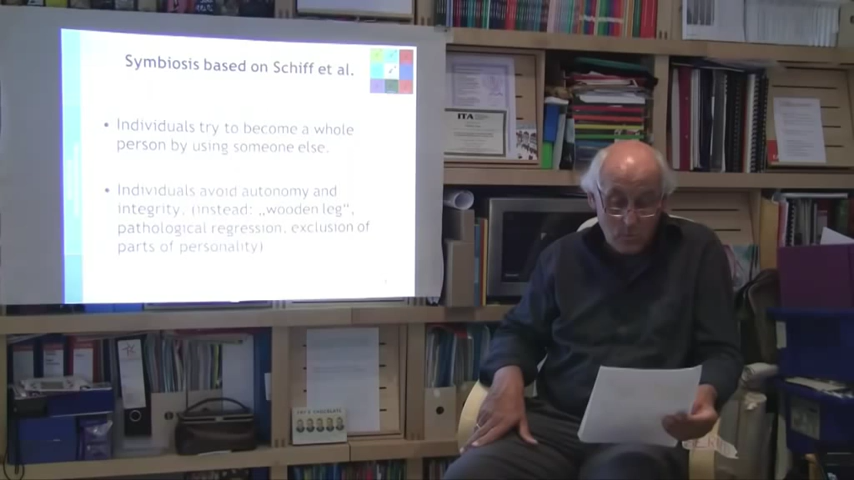 Symbiosis based on Schiff et al.
• Individuals try to become a whole
person by using someone else.
• Individuals avoid autonomy and
integrity. (instead: „wooden leg“,
pathological regression, exclusion of
parts of personality)
ITA